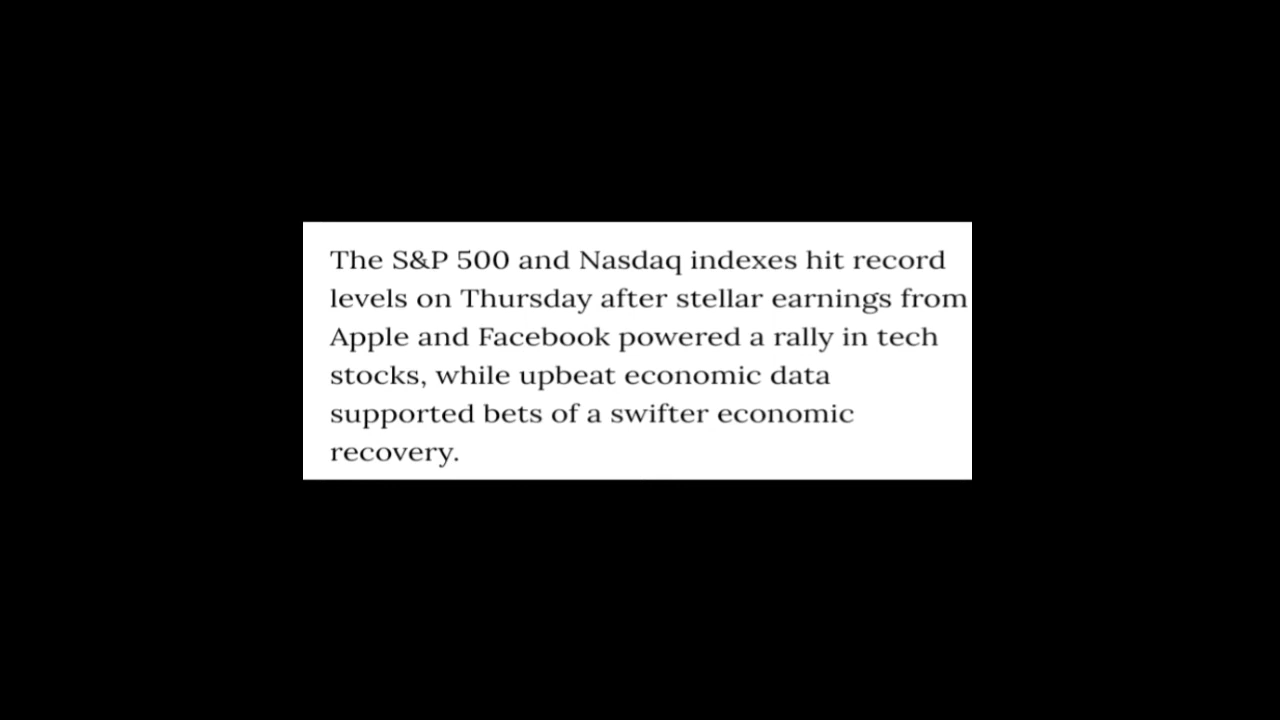 The S&P 500 and Nasdaq indexes hit record
levels on Thursday after stellar earnings from
Apple and Facebook powered a rally in tech
stocks, while upbeat economic data
supported bets of a swifter economic
recovery.